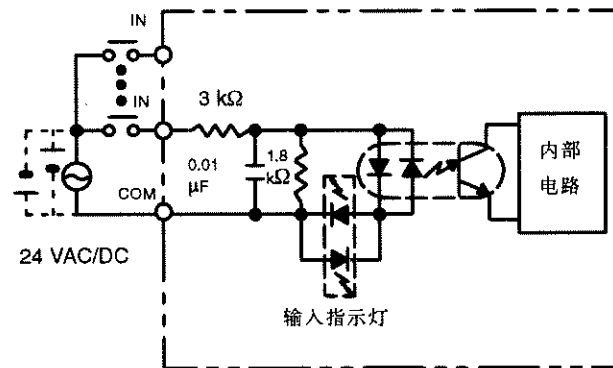 IN
IN
3 kΩ
0.01
μF
1.8
kΩ
COM
24 VAC/DC
内部
电路
输入指示灯